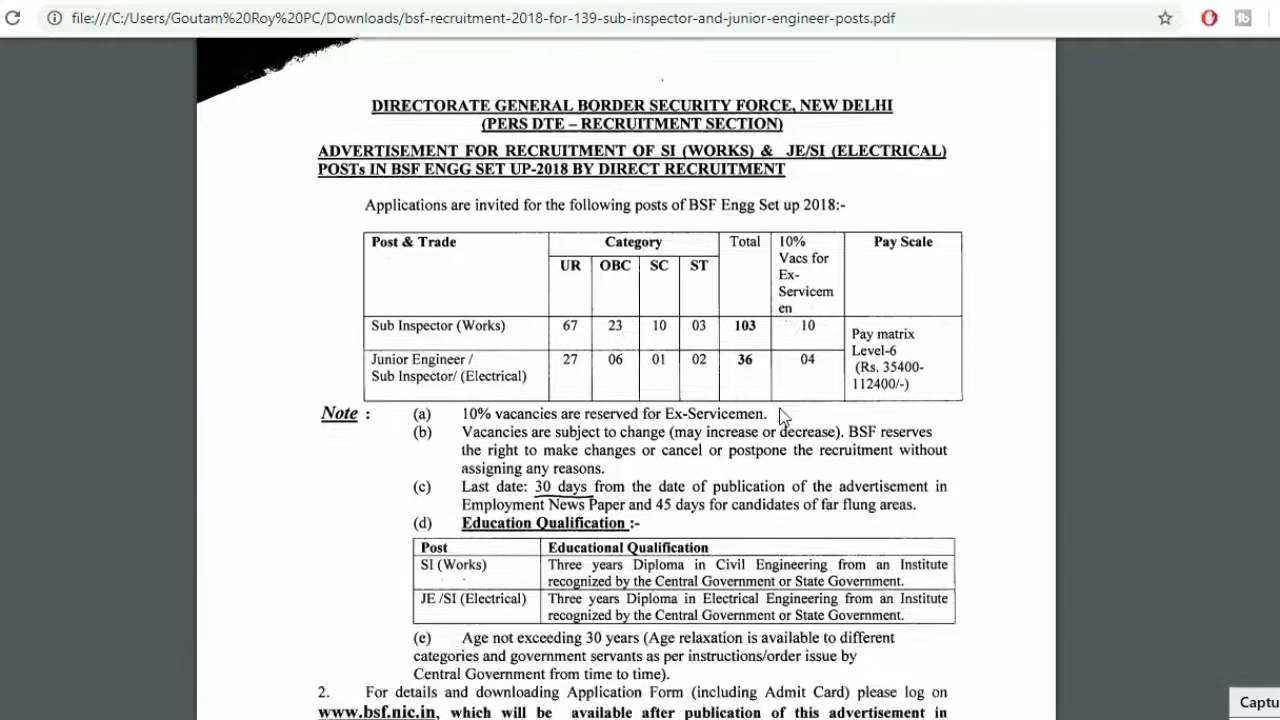 file:///C:/Users/Goutam%20Roy%20PC/Downloads/bsf-recruitment-2018-for-139-sub-inspector-and-junior-engineer-posts.pdf
DIRECTORATE GENERAL BORDER SECURITY FORCE, NEW DELHI
(PERS DTE – RECRUITMENT SECTION)
ADVERTISEMENT FOR RECRUITMENT OF SI (WORKS) & JE/SI (ELECTRICAL)
POSTs IN BSF ENGG SET UP-2018 BY DIRECT RECRUITMENT
Applications are invited for the following posts of BSF Engg Set up 2018:-
Post & Trade Category Total 10% Pay Scale
Vacs for
UR OBC SC ST
Ex-
Servicem
en
Sub Inspector (Works) 67 23 10 03 103 10
Pay matrix
Level-6
(Rs. 35400-
112400/-)
Junior Engineer / 27 06 01 02 36 04
Sub Inspector/ (Electrical)
Note : (a) 10% vacancies are reserved for Ex-Servicemen.
(b) Vacancies are subject to change (may increase or decrease). BSF reserves
the right to make changes or cancel or postpone the recruitment without
assigning any reasons.
(c) Last date: 30 days from the date of publication of the advertisement in
Employment News Paper and 45 days for candidates of far flung areas.
(d) Education Qualification :-
Post Educational Qualification
SI (Works) Three years Diploma in Civil Engineering from an Institute
recognized by the Central Government or State Government.
JE /SI (Electrical) Three years Diploma in Electrical Engineering from an Institute
recognized by the Central Government or State Government.
(e) Age not exceeding 30 years (Age relaxation is available to different
categories and government servants as per instructions/order issue by
Central Government from time to time).
2. For details and downloading Application Form (including Admit Card) please log on
www.bsf.nic.in, which will be available after publication of this advertisement in
Captu